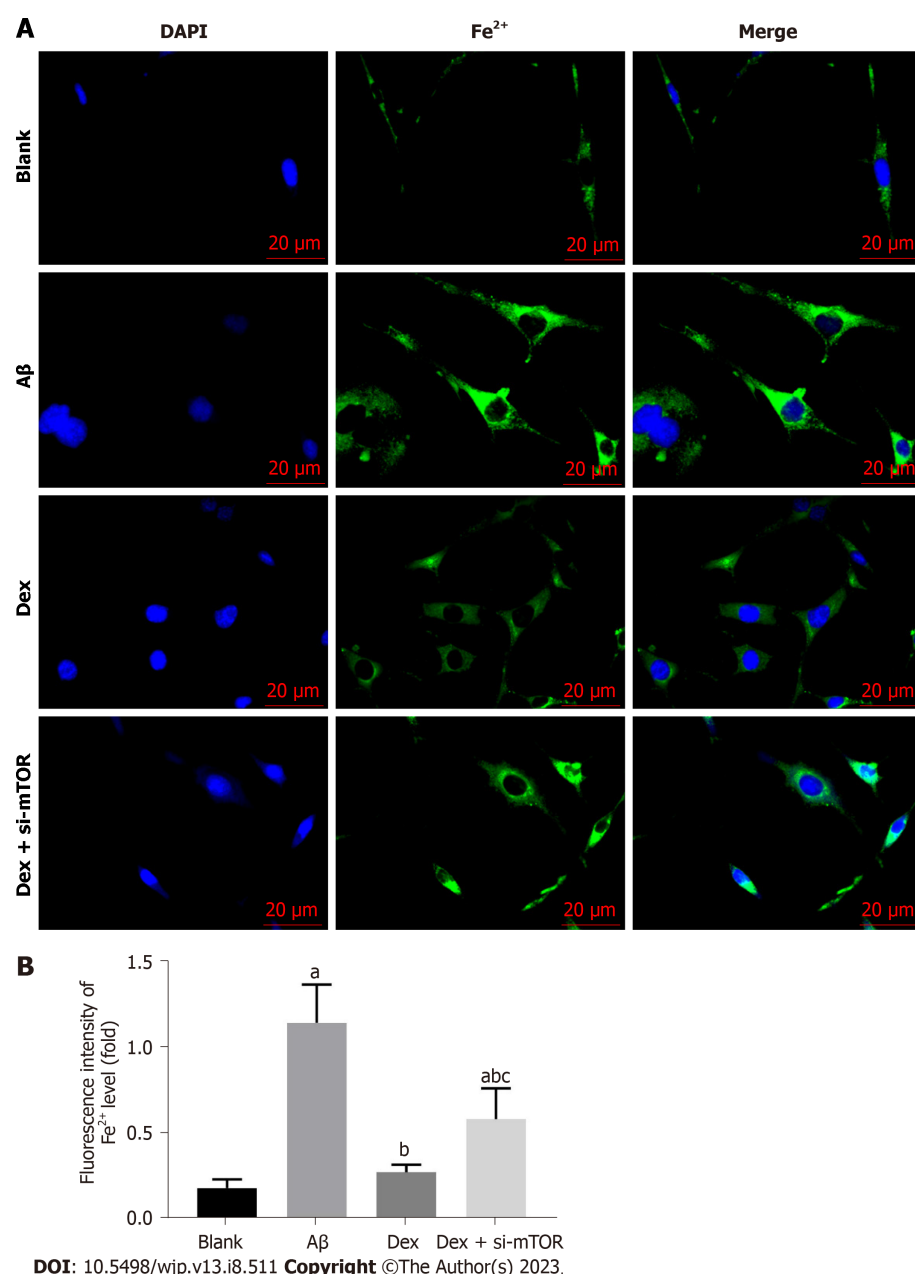 A
DAPI Fe²⁺ Merge
Blank
20 µm 20 µm 20 µm
Aβ
20 µm 20 µm 20 µm
Dex
20 µm 20 µm 20 µm
Dex + si-mTOR
20 µm 20 µm 20 µm
B
Fluorescence intensity of
Fe²⁺ level (fold)
1.5
1.0
0.5
0.0
a
b
abc
Blank Aβ Dex Dex + si-mTOR
DOI: 10.5498/wjp.v13.i8.511 Copyright ©The Author(s) 2023.